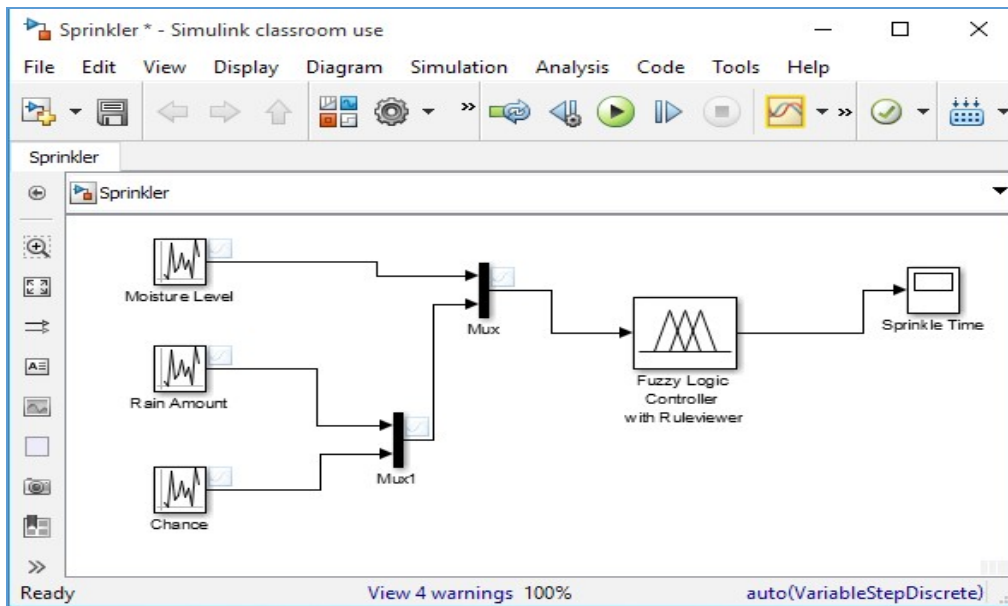 Sprinkler * - Simulink classroom use
File Edit View Display Diagram Simulation Analysis Code Tools Help
Sprinkler
Sprinkler
Moisture Level
Mux
Sprinkle Time
Rain Amount
Fuzzy Logic
Controller
with Ruleviewer
Mux1
Chance
Ready View 4 warnings 100% auto(VariableStepDiscrete)